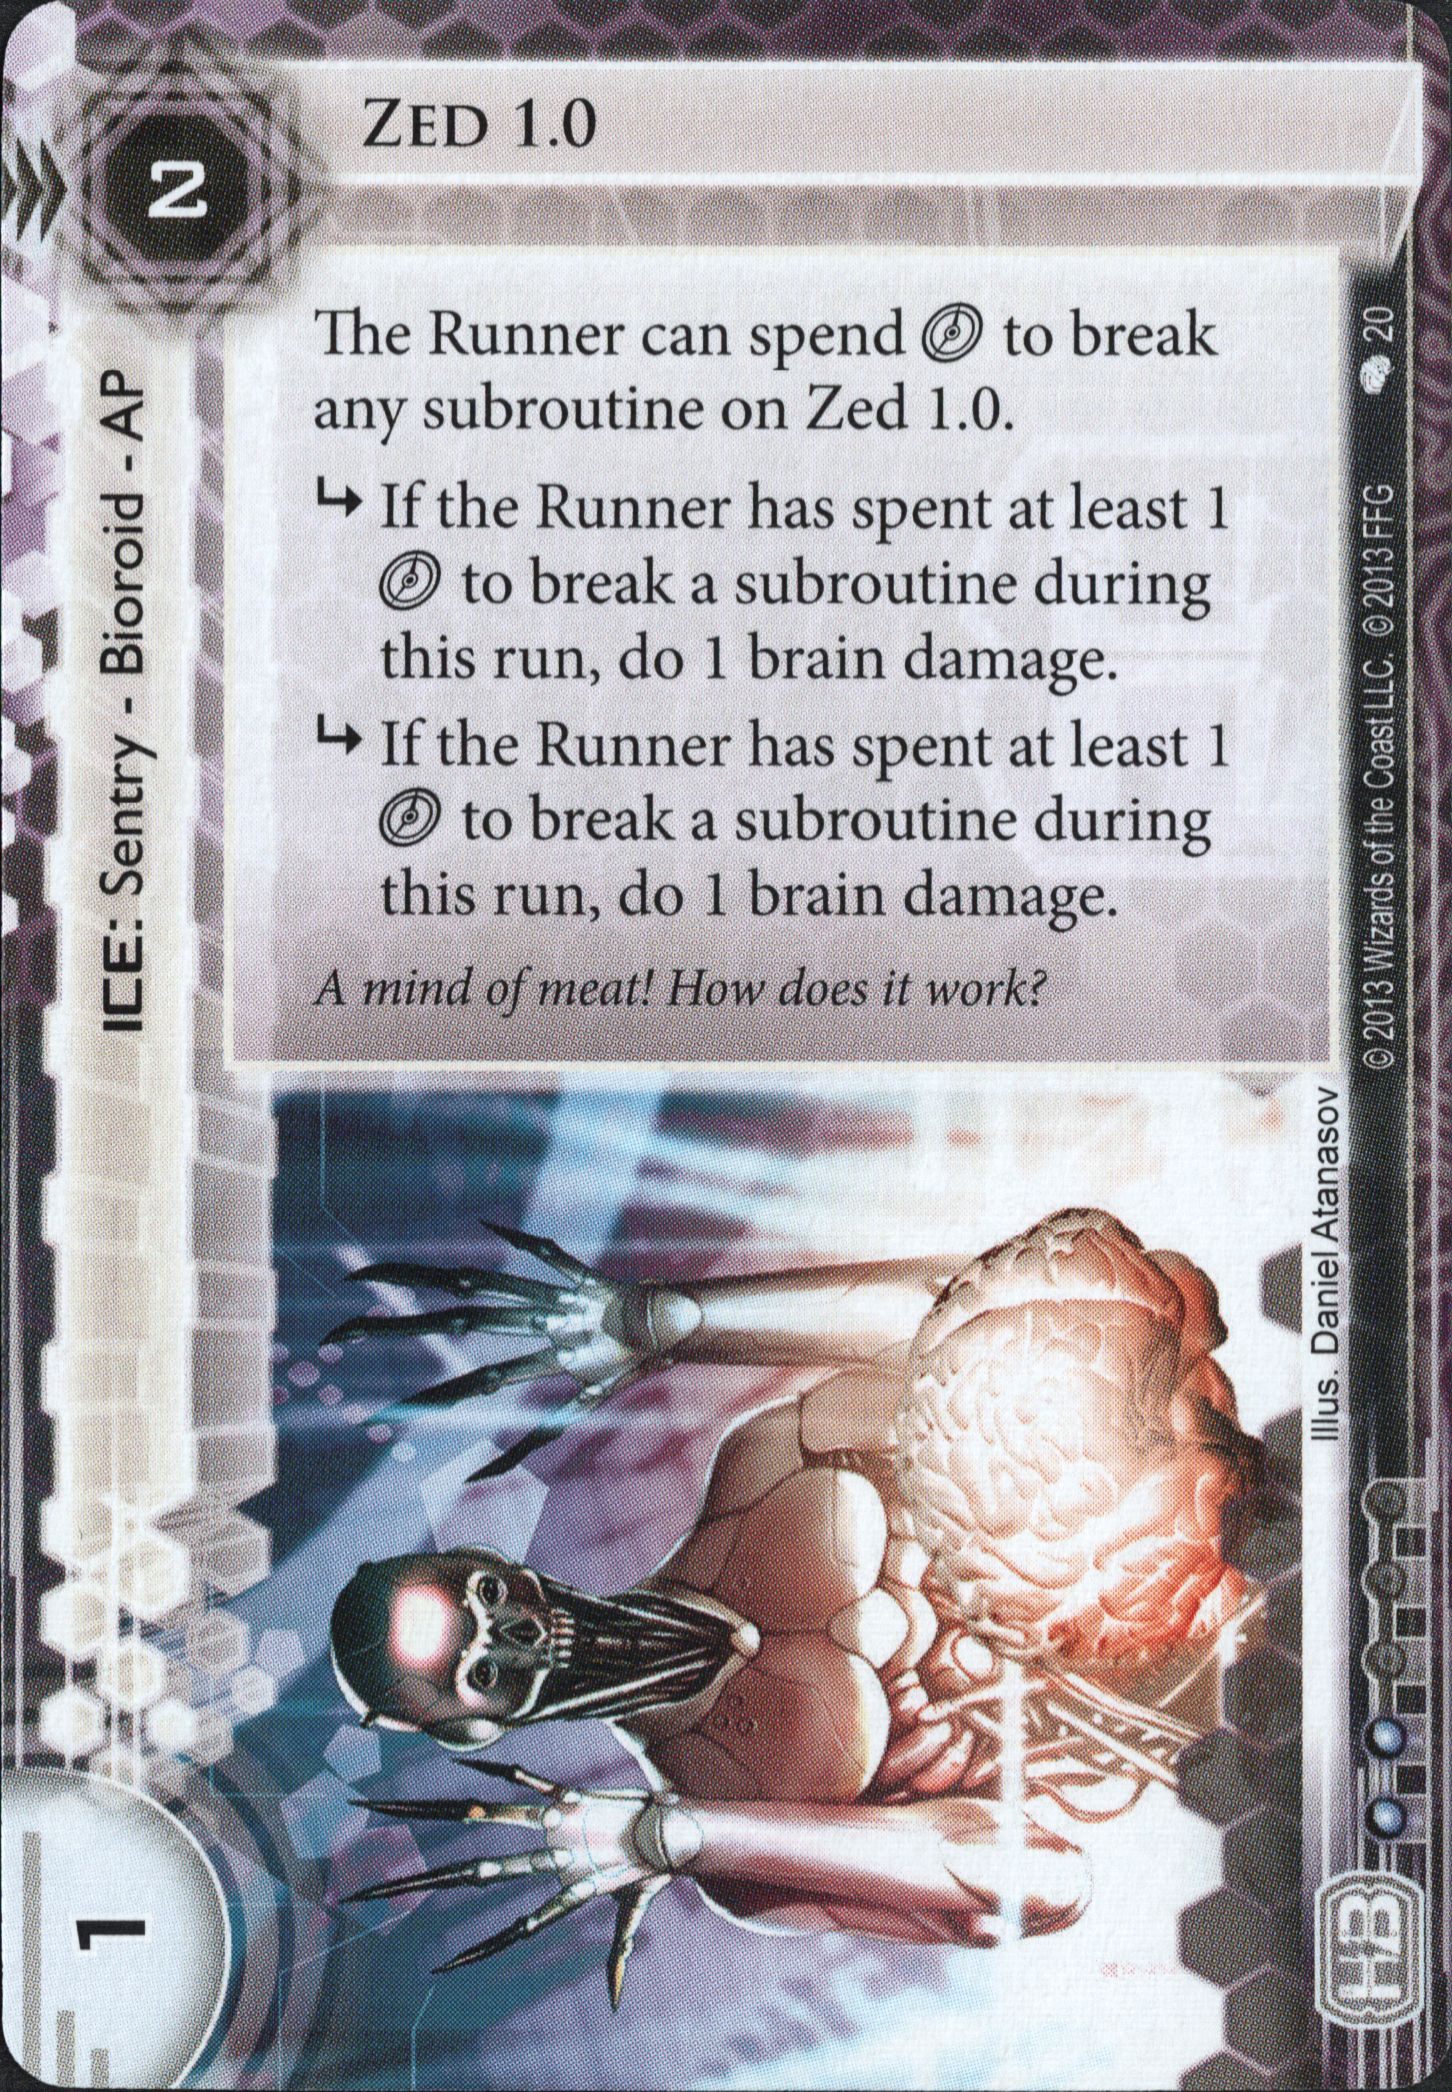 ZED 1.0
2
ICE: Sentry - Bioroid - AP
The Runner can spend to break
any subroutine on Zed 1.0.
↳ If the Runner has spent at least 1
to break a subroutine during
this run, do 1 brain damage.
↳ If the Runner has spent at least 1
to break a subroutine during
this run, do 1 brain damage.
A mind of meat! How does it work?
20
© 2013 Wizards of the Coast LLC. © 2013 FFG
Illus. Daniel Atanasov
1
HB